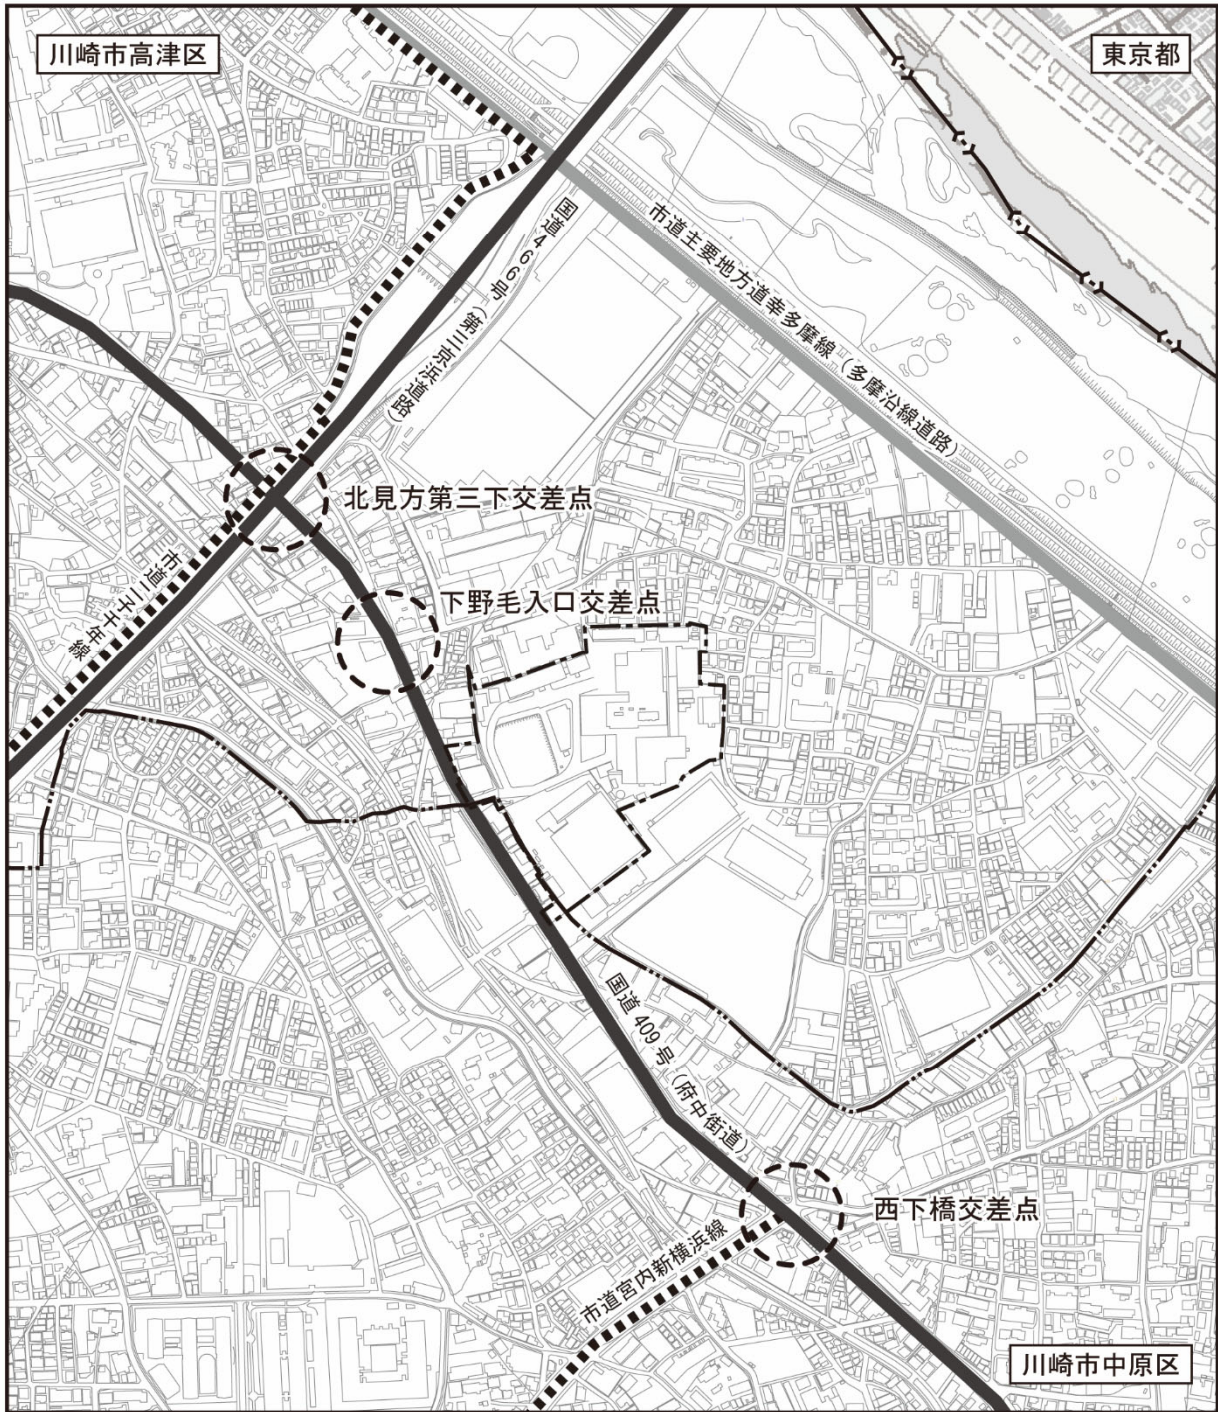 川崎市高津区
東京都
国道466号(第三京浜道路)
市道主要地方道幸多摩線(多摩沿線道路)
北見方第三下交差点
下野毛入口交差点
市道二子千年線
国道409号(府中街道)
西下橋交差点
市道宮内新横浜線
川崎市中原区